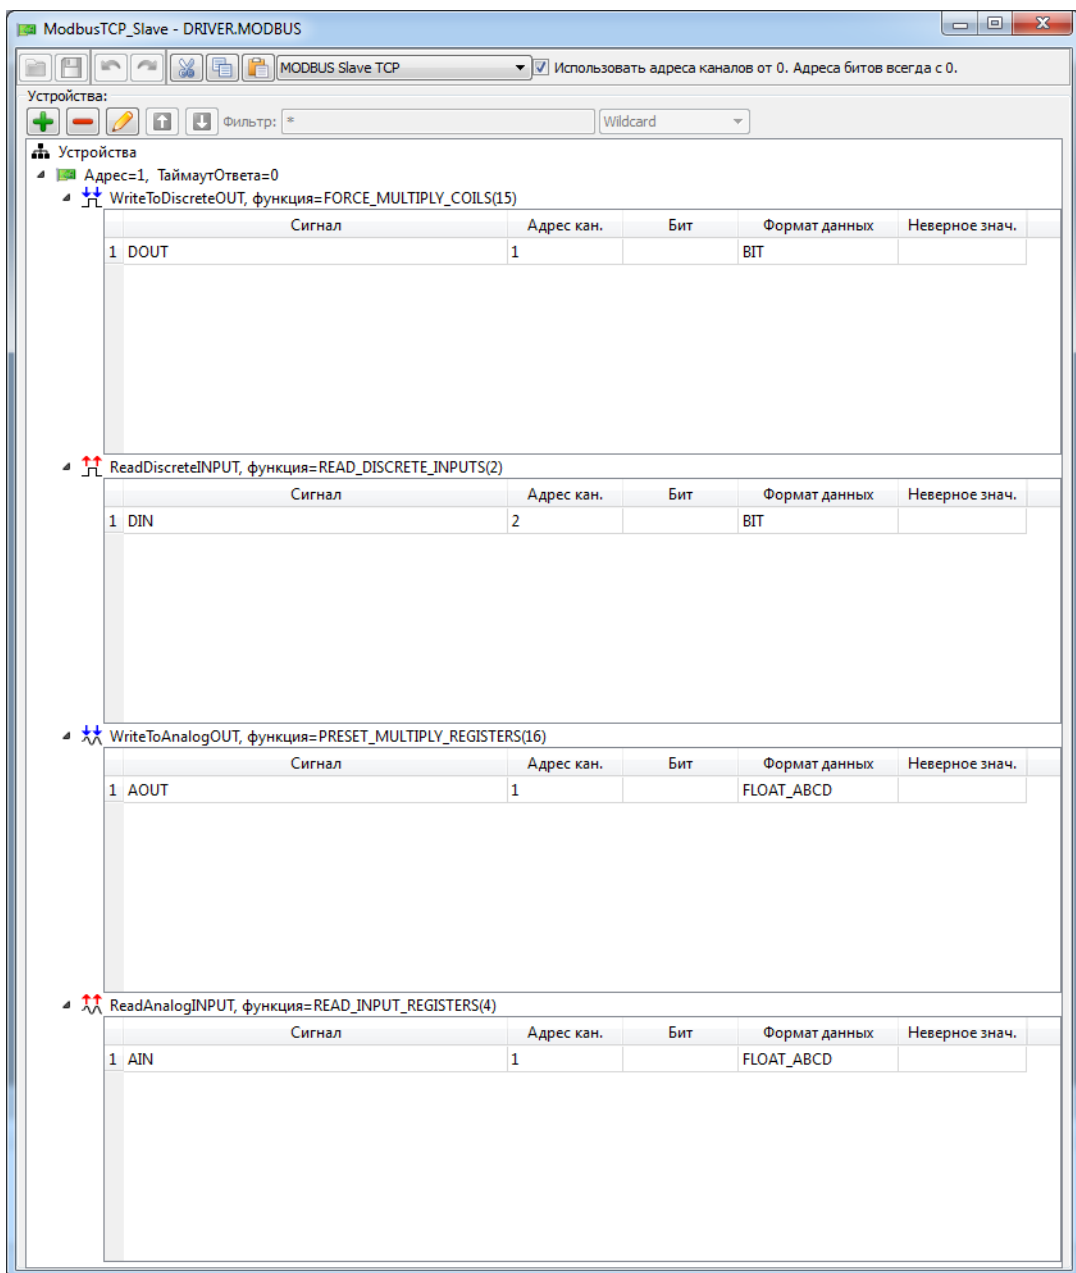 ModbusTCP_Slave - DRIVER.MODBUS
MODBUS Slave TCP Использовать адреса каналов от 0. Адреса битов всегда с 0.
Устройства:
Фильтр: * Wildcard
Устройства
Адрес=1, ТаймаутОтвета=0
WriteToDiscreteOUT, функция=FORCE_MULTIPLY_COILS(15)
Сигнал Адрес кан. Бит Формат данных Неверное знач.
1 DOUT 1 BIT
ReadDiscreteINPUT, функция=READ_DISCRETE_INPUTS(2)
Сигнал Адрес кан. Бит Формат данных Неверное знач.
1 DIN 2 BIT
WriteToAnalogOUT, функция=PRESET_MULTIPLY_REGISTERS(16)
Сигнал Адрес кан. Бит Формат данных Неверное знач.
1 AOUT 1 FLOAT_ABCD
ReadAnalogINPUT, функция=READ_INPUT_REGISTERS(4)
Сигнал Адрес кан. Бит Формат данных Неверное знач.
1 AIN 1 FLOAT_ABCD